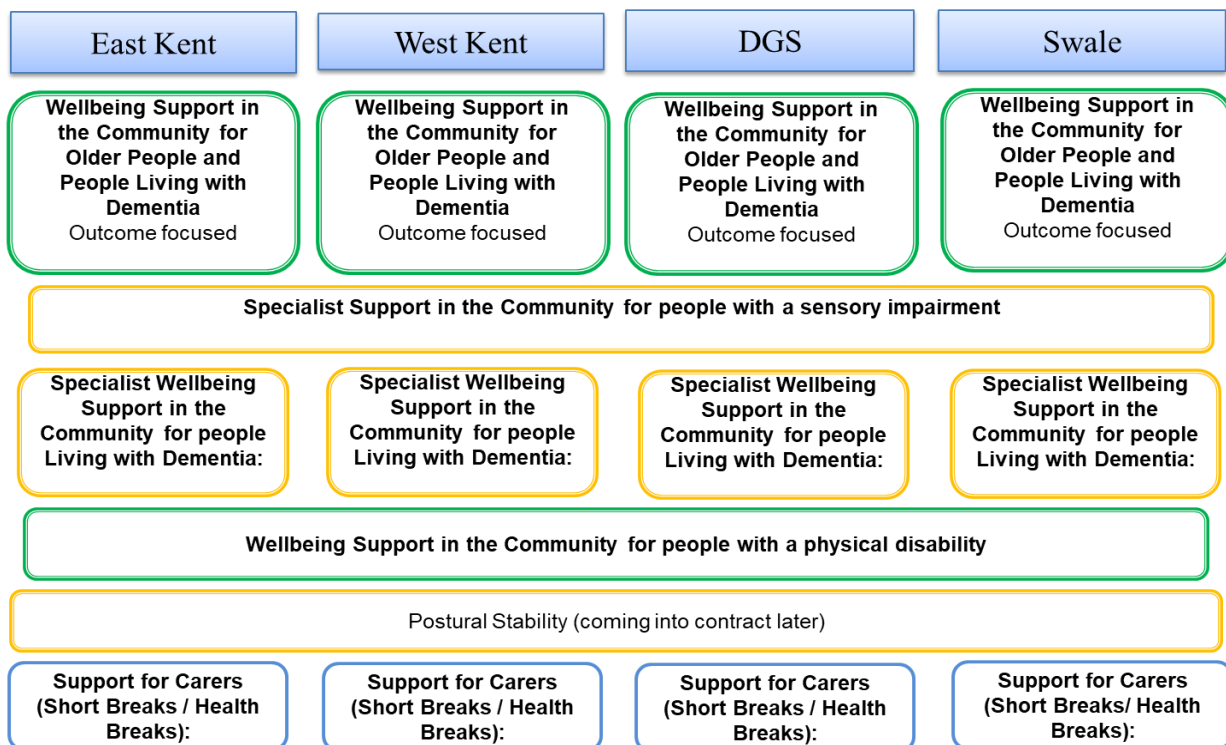 East Kent
West Kent
DGS
Swale
Wellbeing Support in
the Community for
Older People and
People Living with
Dementia
Outcome focused
Wellbeing Support in
the Community for
Older People and
People Living with
Dementia
Outcome focused
Wellbeing Support in
the Community for
Older People and
People Living with
Dementia
Outcome focused
Wellbeing Support in
the Community for
Older People and
People Living with
Dementia
Outcome focused
Specialist Support in the Community for people with a sensory impairment
Specialist Wellbeing
Support in the
Community for people
Living with Dementia:
Specialist Wellbeing
Support in the
Community for people
Living with Dementia:
Specialist Wellbeing
Support in the
Community for people
Living with Dementia:
Specialist Wellbeing
Support in the
Community for people
Living with Dementia:
Wellbeing Support in the Community for people with a physical disability
Postural Stability (coming into contract later)
Support for Carers
(Short Breaks / Health
Breaks):
Support for Carers
(Short Breaks / Health
Breaks):
Support for Carers
(Short Breaks / Health
Breaks):
Support for Carers
(Short Breaks/ Health
Breaks):